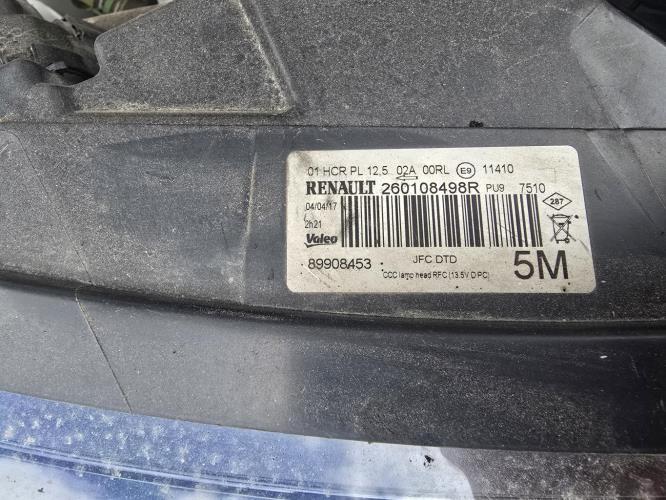 01 HCR PL 12,5 02A 00RL E9 11410
RENAULT 260108498R PU9 7510
04/04/17
2h21
287
Valeo
89908453 JFC DTD 5M
CCC lamp head RFC (13.5V D PC)